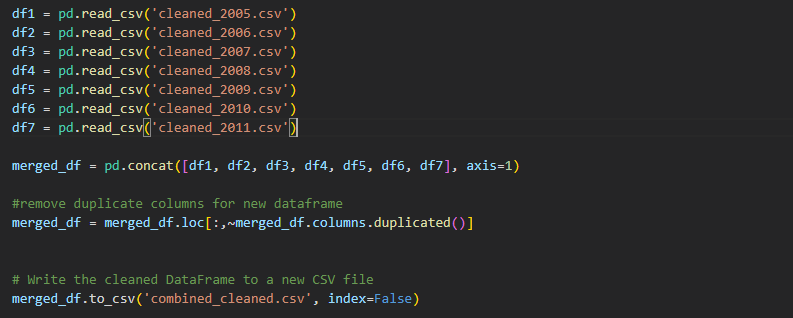 df1 = pd.read_csv('cleaned_2005.csv')
df2 = pd.read_csv('cleaned_2006.csv')
df3 = pd.read_csv('cleaned_2007.csv')
df4 = pd.read_csv('cleaned_2008.csv')
df5 = pd.read_csv('cleaned_2009.csv')
df6 = pd.read_csv('cleaned_2010.csv')
df7 = pd.read_csv('cleaned_2011.csv')
merged_df = pd.concat([df1, df2, df3, df4, df5, df6, df7], axis=1)
#remove duplicate columns for new dataframe
merged_df = merged_df.loc[:,~merged_df.columns.duplicated()]
# Write the cleaned DataFrame to a new CSV file
merged_df.to_csv('combined_cleaned.csv', index=False)